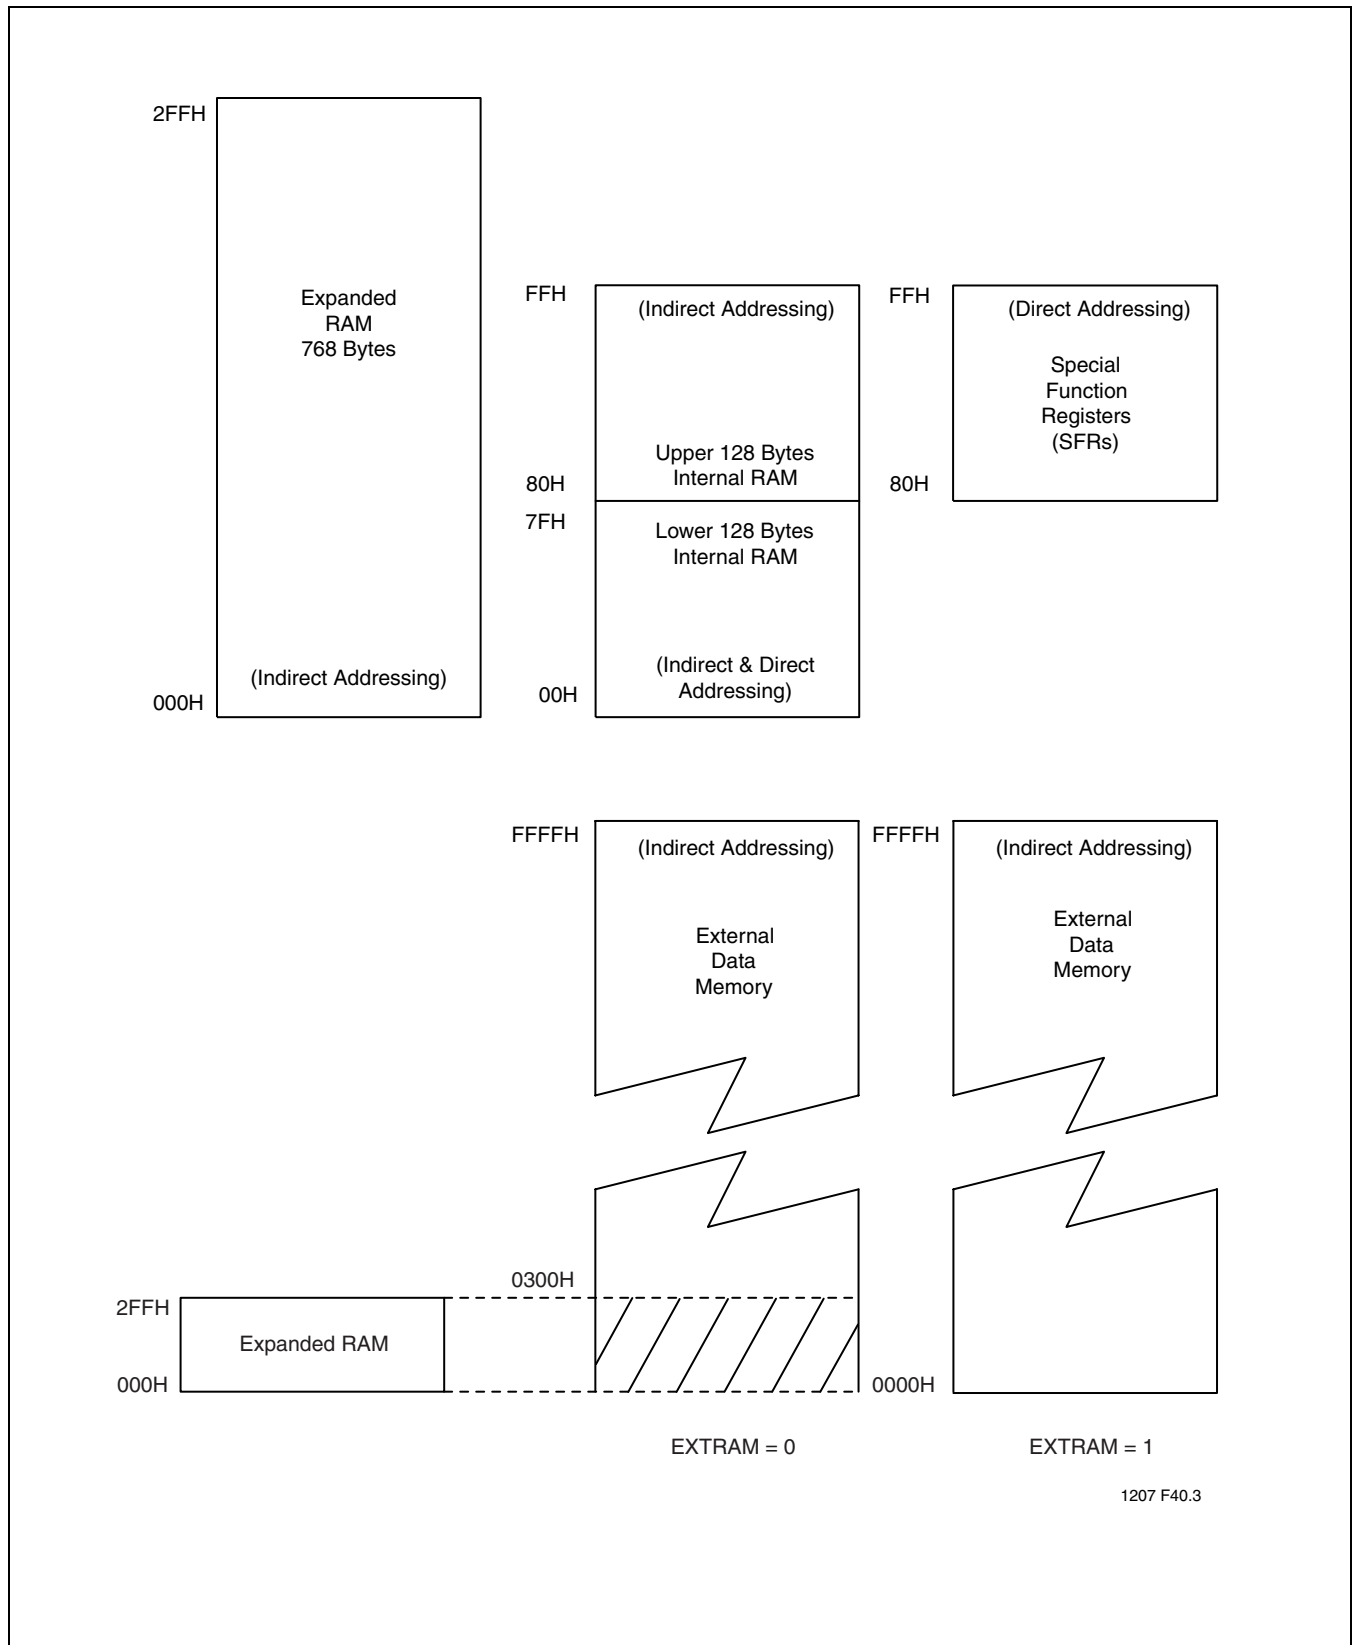 2FFH
Expanded
RAM
768 Bytes
(Indirect Addressing)
000H
FFH
(Indirect Addressing)
Upper 128 Bytes
Internal RAM
80H
7FH
Lower 128 Bytes
Internal RAM
(Indirect & Direct
Addressing)
00H
FFH
(Direct Addressing)
Special
Function
Registers
(SFRs)
80H
FFFFH
(Indirect Addressing)
External
Data
Memory
FFFFH
(Indirect Addressing)
External
Data
Memory
0300H
2FFH
Expanded RAM
000H
0000H
EXTRAM = 0
EXTRAM = 1
1207 F40.3